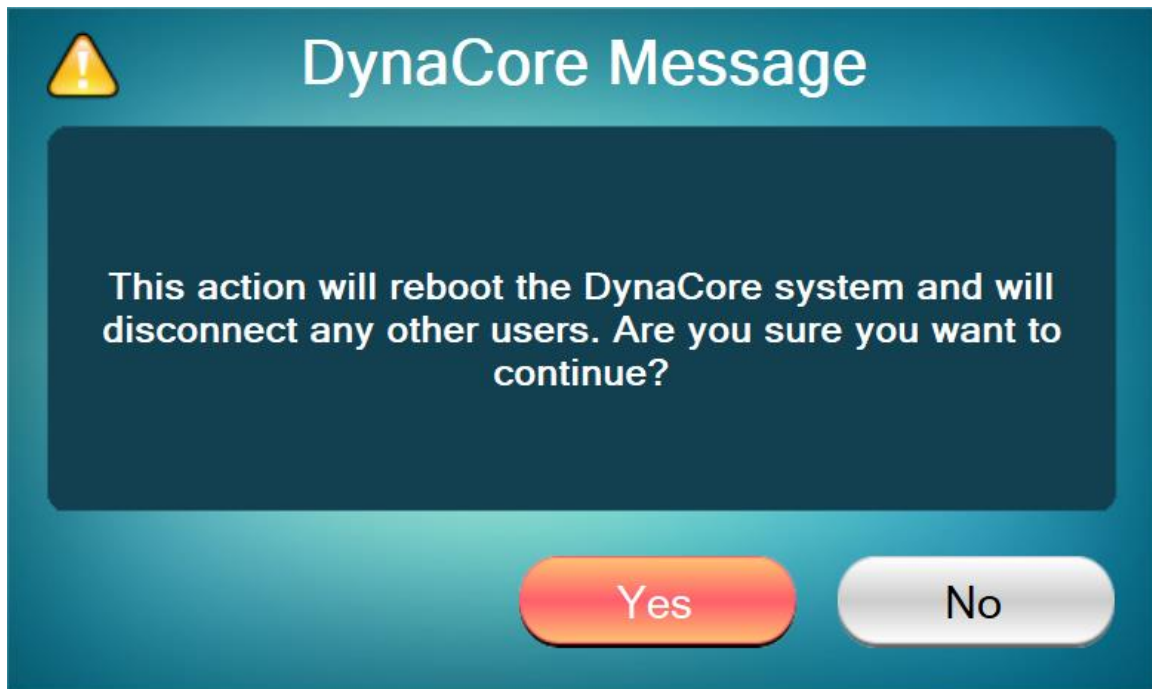 DynaCore Message
This action will reboot the DynaCore system and will
disconnect any other users. Are you sure you want to
continue?
Yes
No